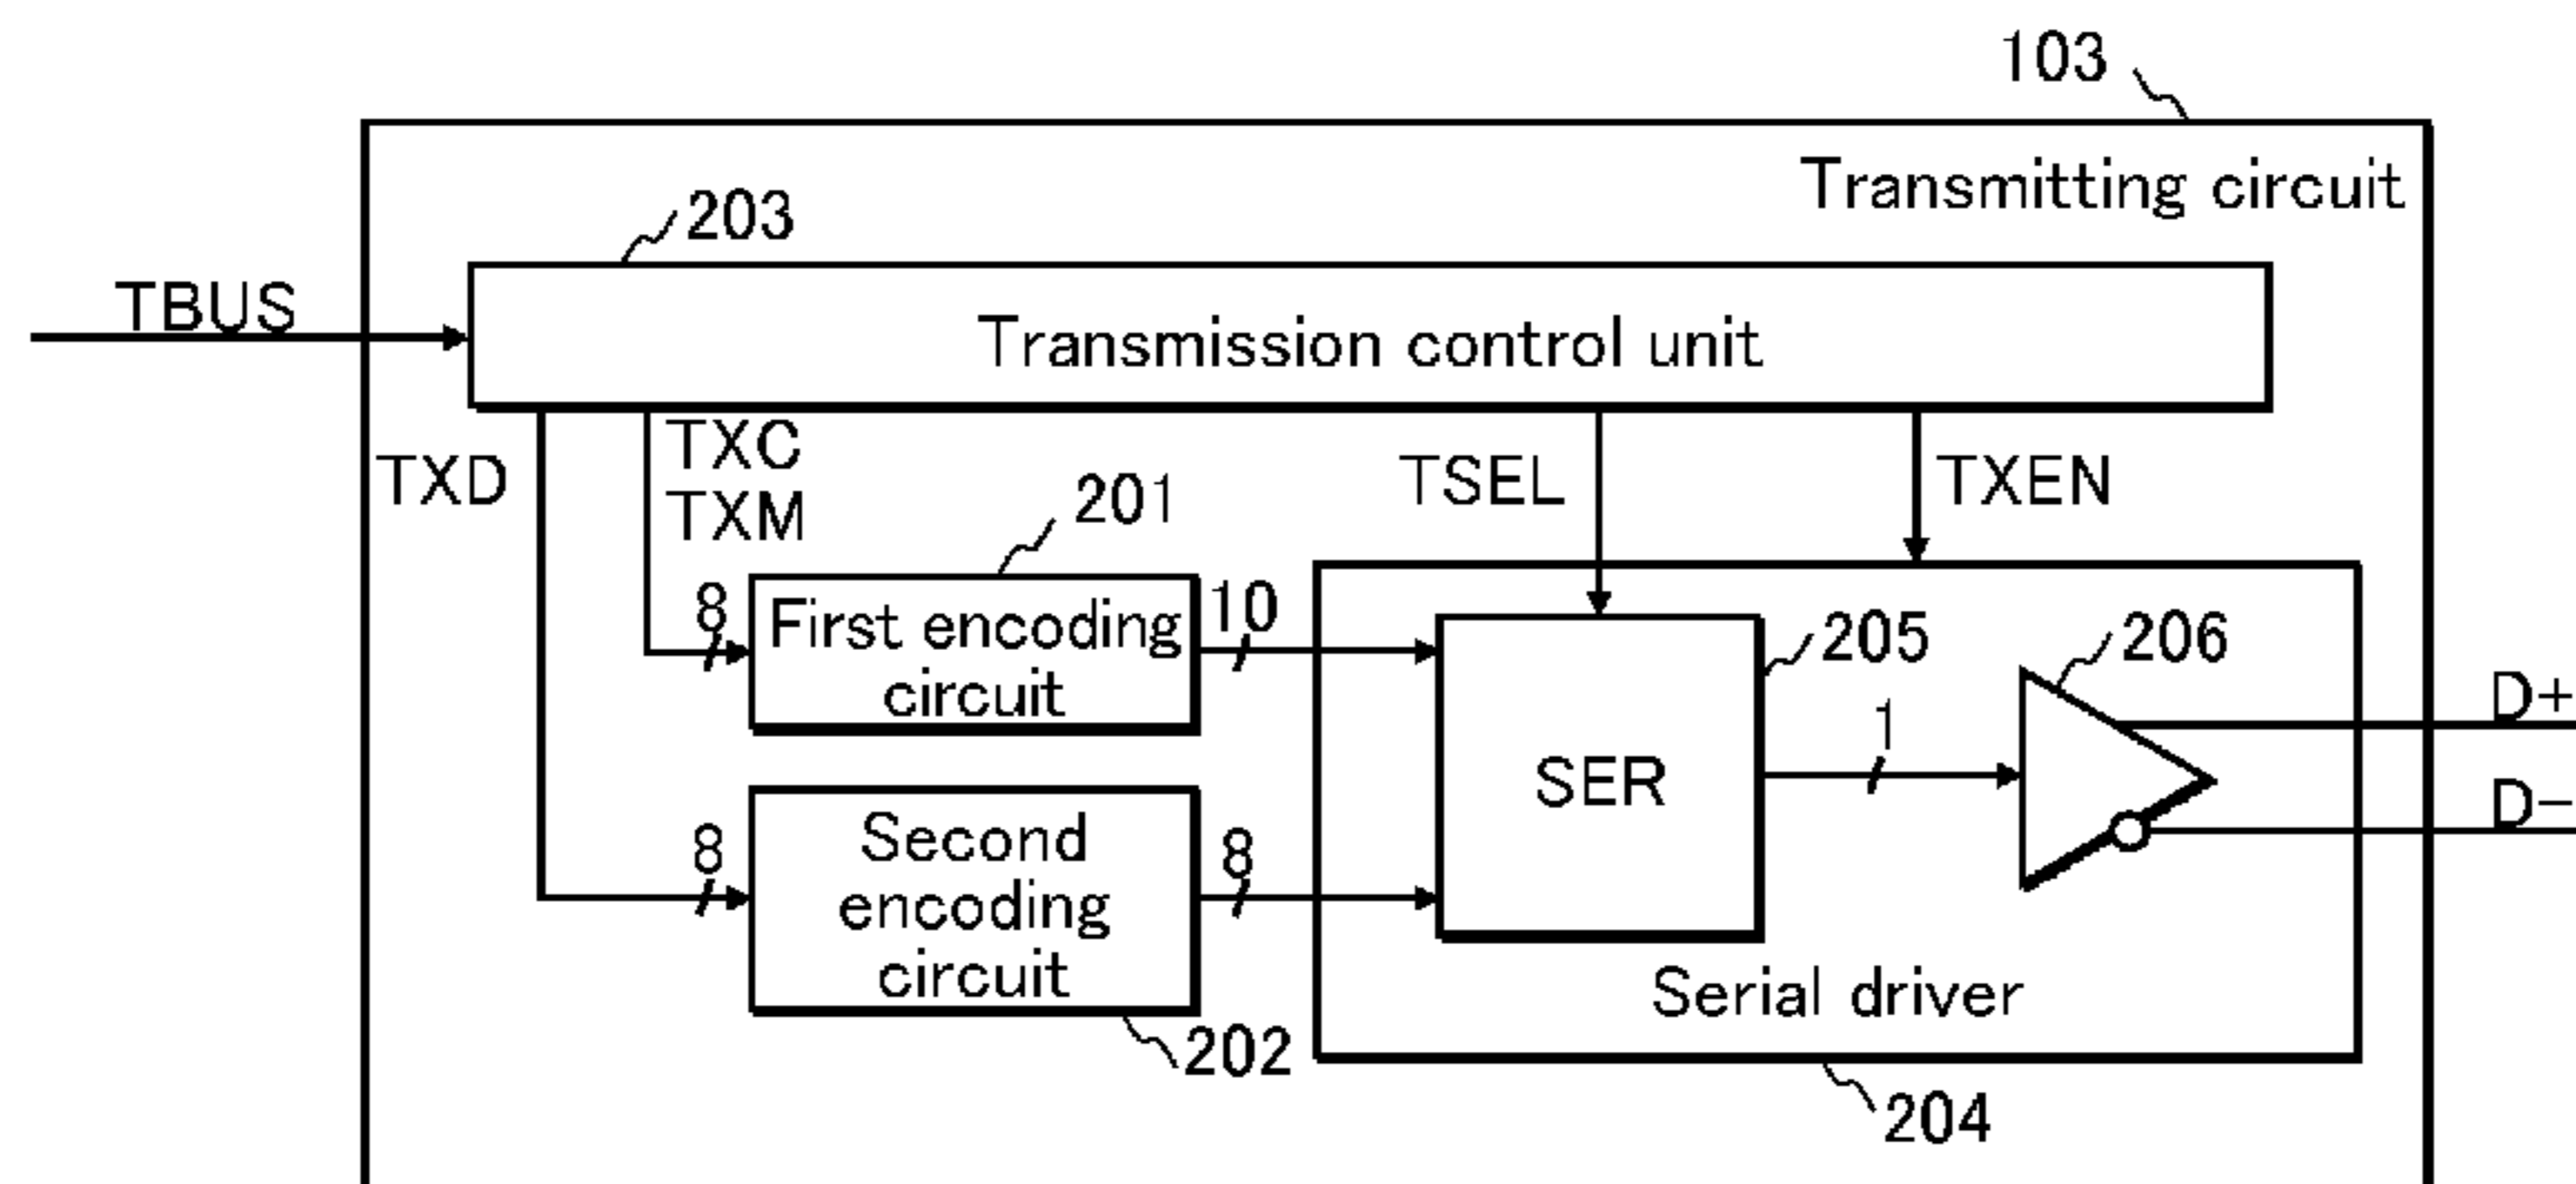 103
Transmitting circuit
203
TBUS
Transmission control unit
TXD
TXC
TXM
TSEL
TXEN
201
8
First encoding
circuit
10
205
206
SER
1
D+
D−
8
Second
encoding
circuit
8
Serial driver
202
204